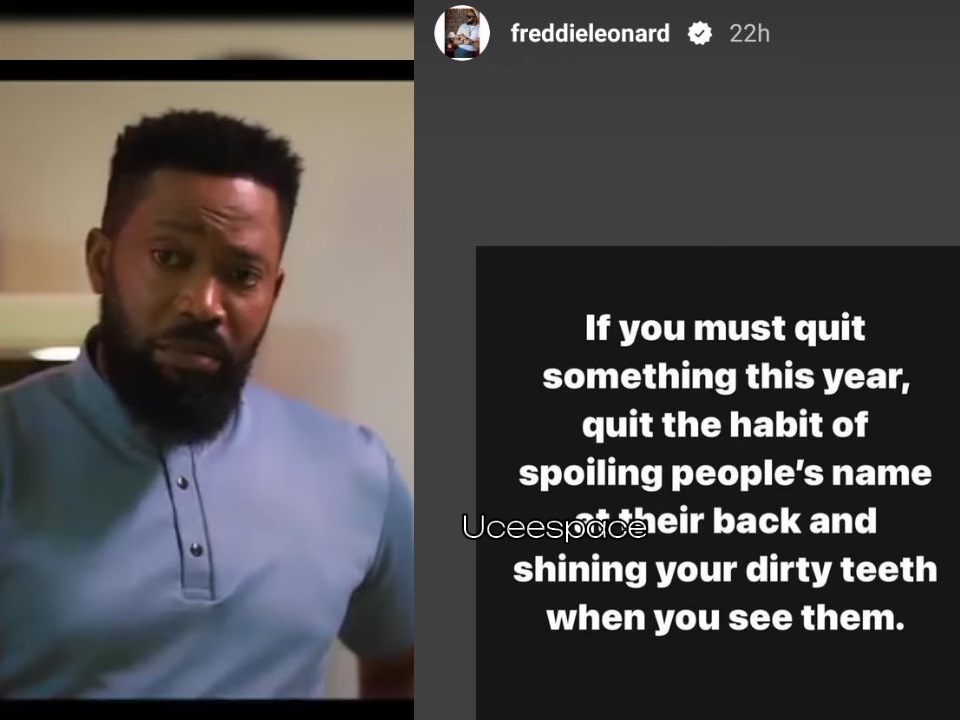 freddieleonard 22h
If you must quit
something this year,
quit the habit of
spoiling people's name
at their back and
Uceespace
shining your dirty teeth
when you see them.